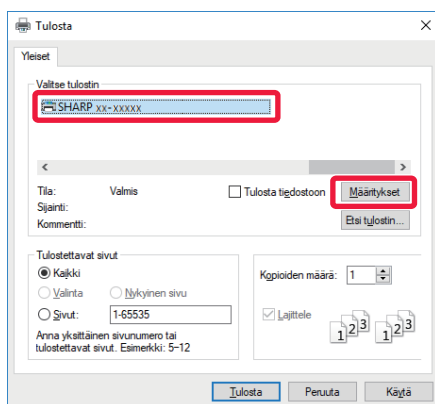 Tulosta
Yleiset
Valitse tulostin
SHARP xx-xxxxx
Tila: Valmis
Tulosta tiedostoon
Määritykset
Sijainti:
Kommentti:
Etsi tulostin...
Tulostettavat sivut
Kaikki
Valinta Nykyinen sivu
Sivut: 1-65535
Anna yksittäinen sivunumero tai
tulostettavat sivut. Esimerkki: 5-12
Kopioiden määrä: 1
Lajittele
1 2 3 1 2 3
Tulosta Peruuta Käytä